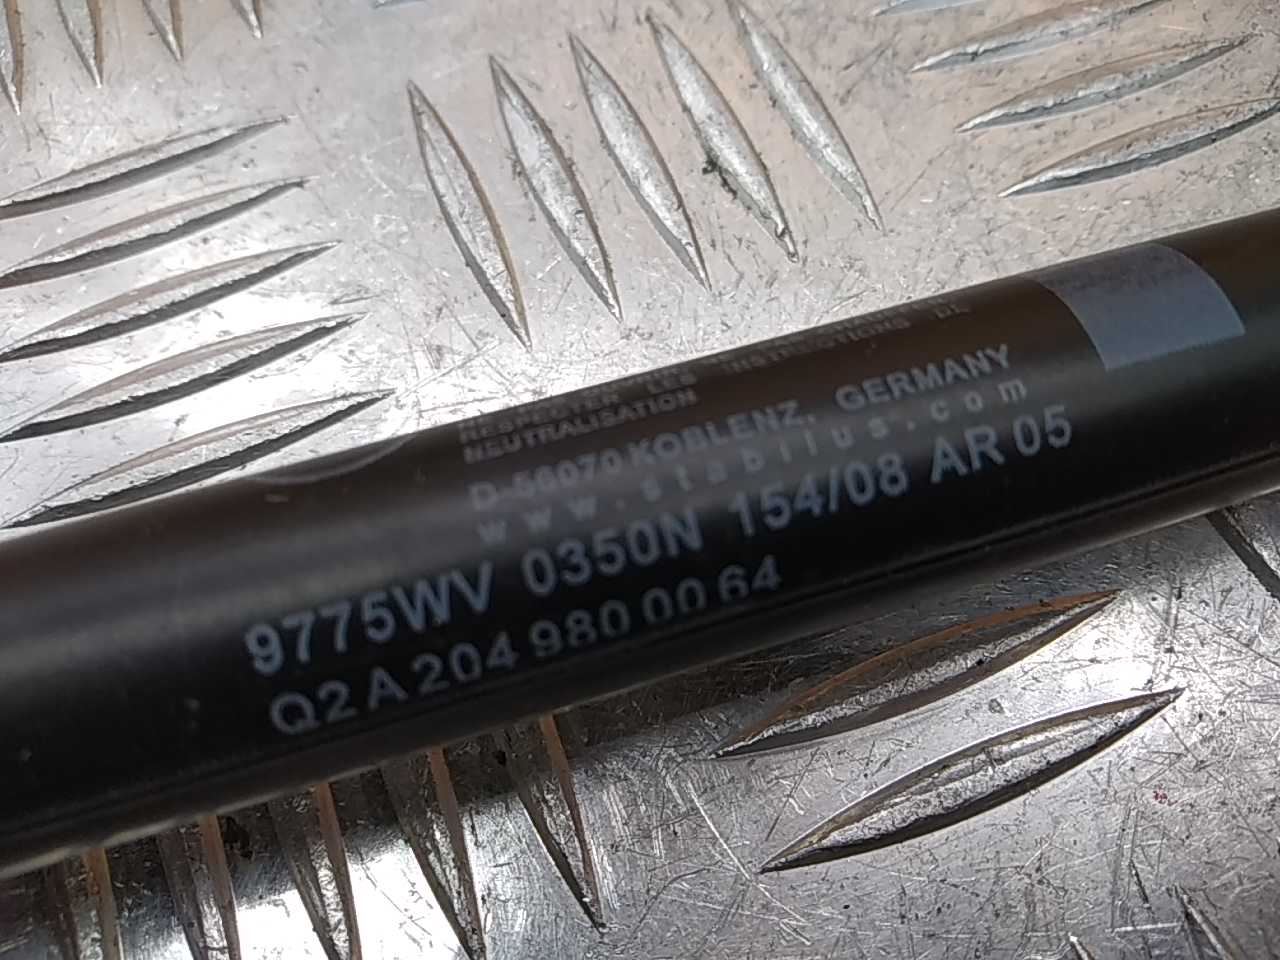 RESPECTER LES INSTRUCTIONS DE
NEUTRALISATION
D-56070 KOBLENZ, GERMANY
www.stabilus.com
9775WV 0350N 154/08 AR 05
Q2 A 204 980 00 64